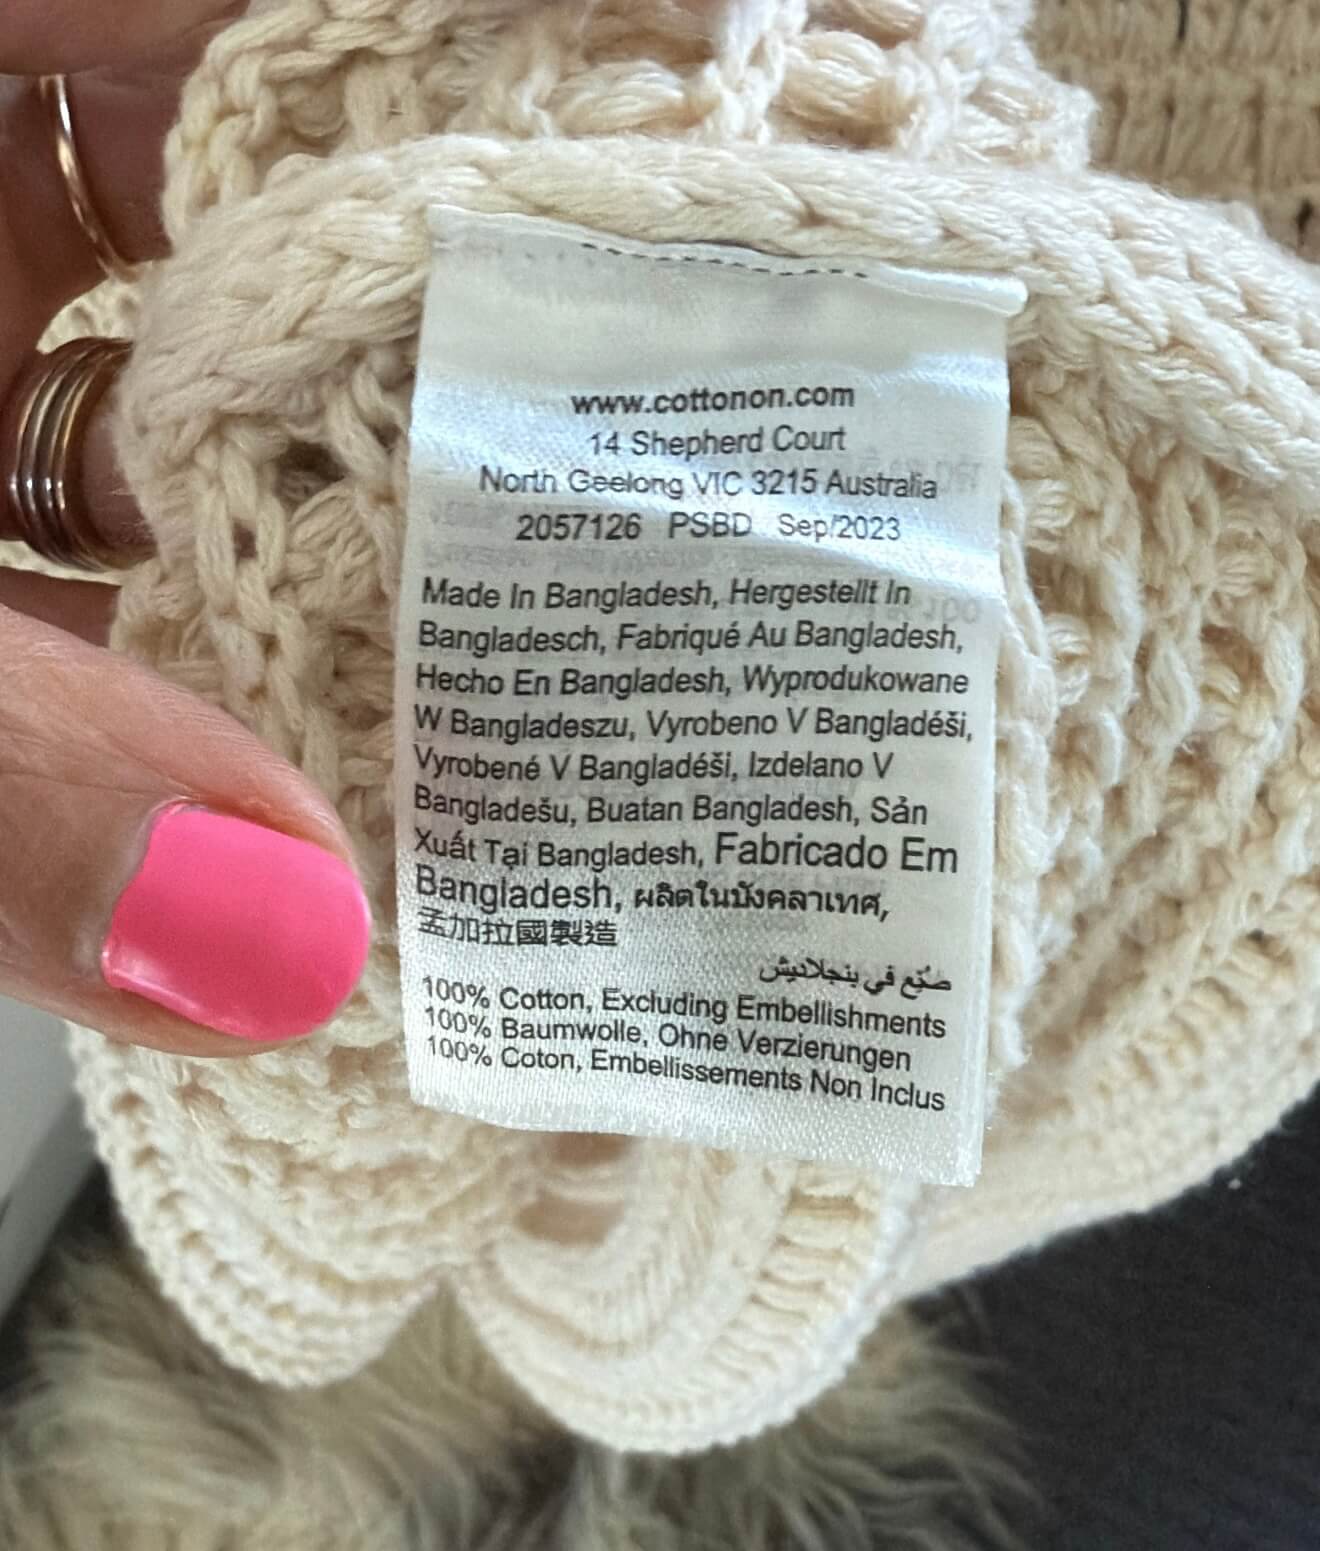 www.cottonon.com
14 Shepherd Court
North Geelong VIC 3215 Australia
2057126 PSBD Sep/2023
Made In Bangladesh, Hergestellt In
Bangladesch, Fabriqué Au Bangladesh,
Hecho En Bangladesh, Wyprodukowane
W Bangladeszu, Vyrobeno V Bangladéši,
Vyrobené V Bangladéši, Izdelano V
Bangladešu, Buatan Bangladesh, Sản
Xuất Tại Bangladesh, Fabricado Em
Bangladesh, ผลิตในบังคลาเทศ,
孟加拉國製造
صُنِع في بنجلاديش
100% Cotton, Excluding Embellishments
100% Baumwolle, Ohne Verzierungen
100% Coton, Embellissements Non Inclus